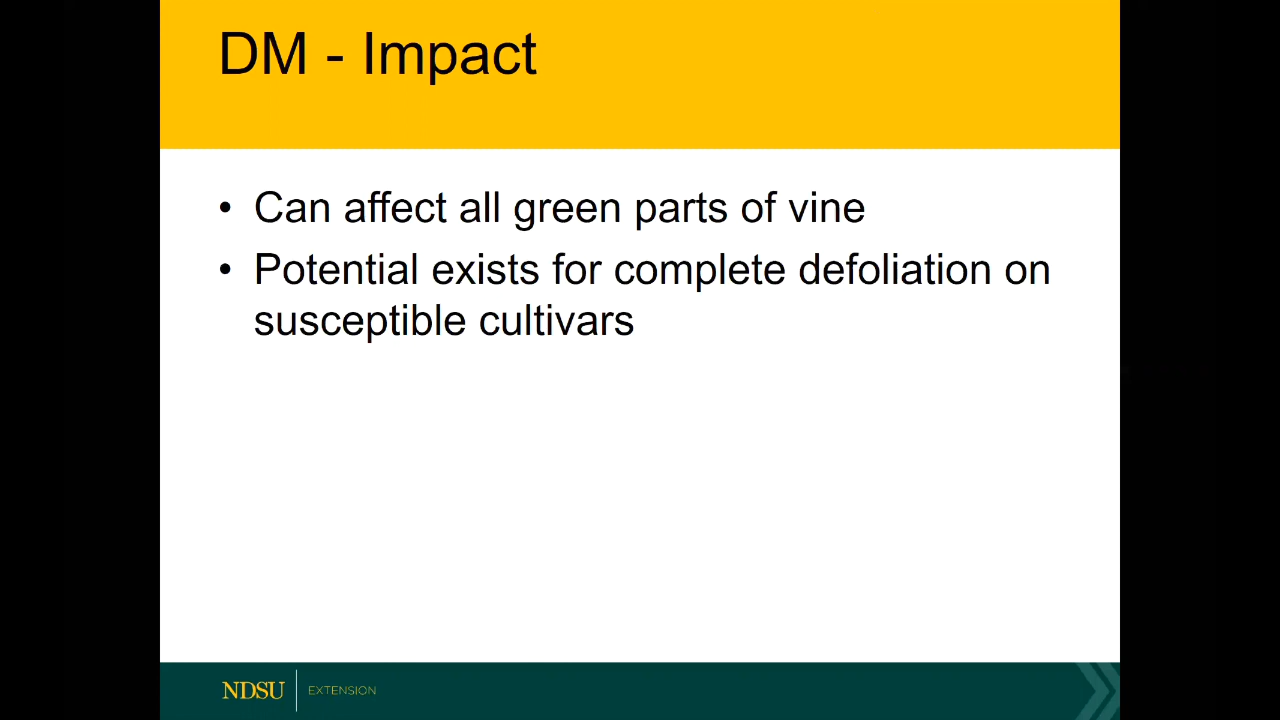 DM - Impact
• Can affect all green parts of vine
• Potential exists for complete defoliation on
susceptible cultivars
NDSU EXTENSION